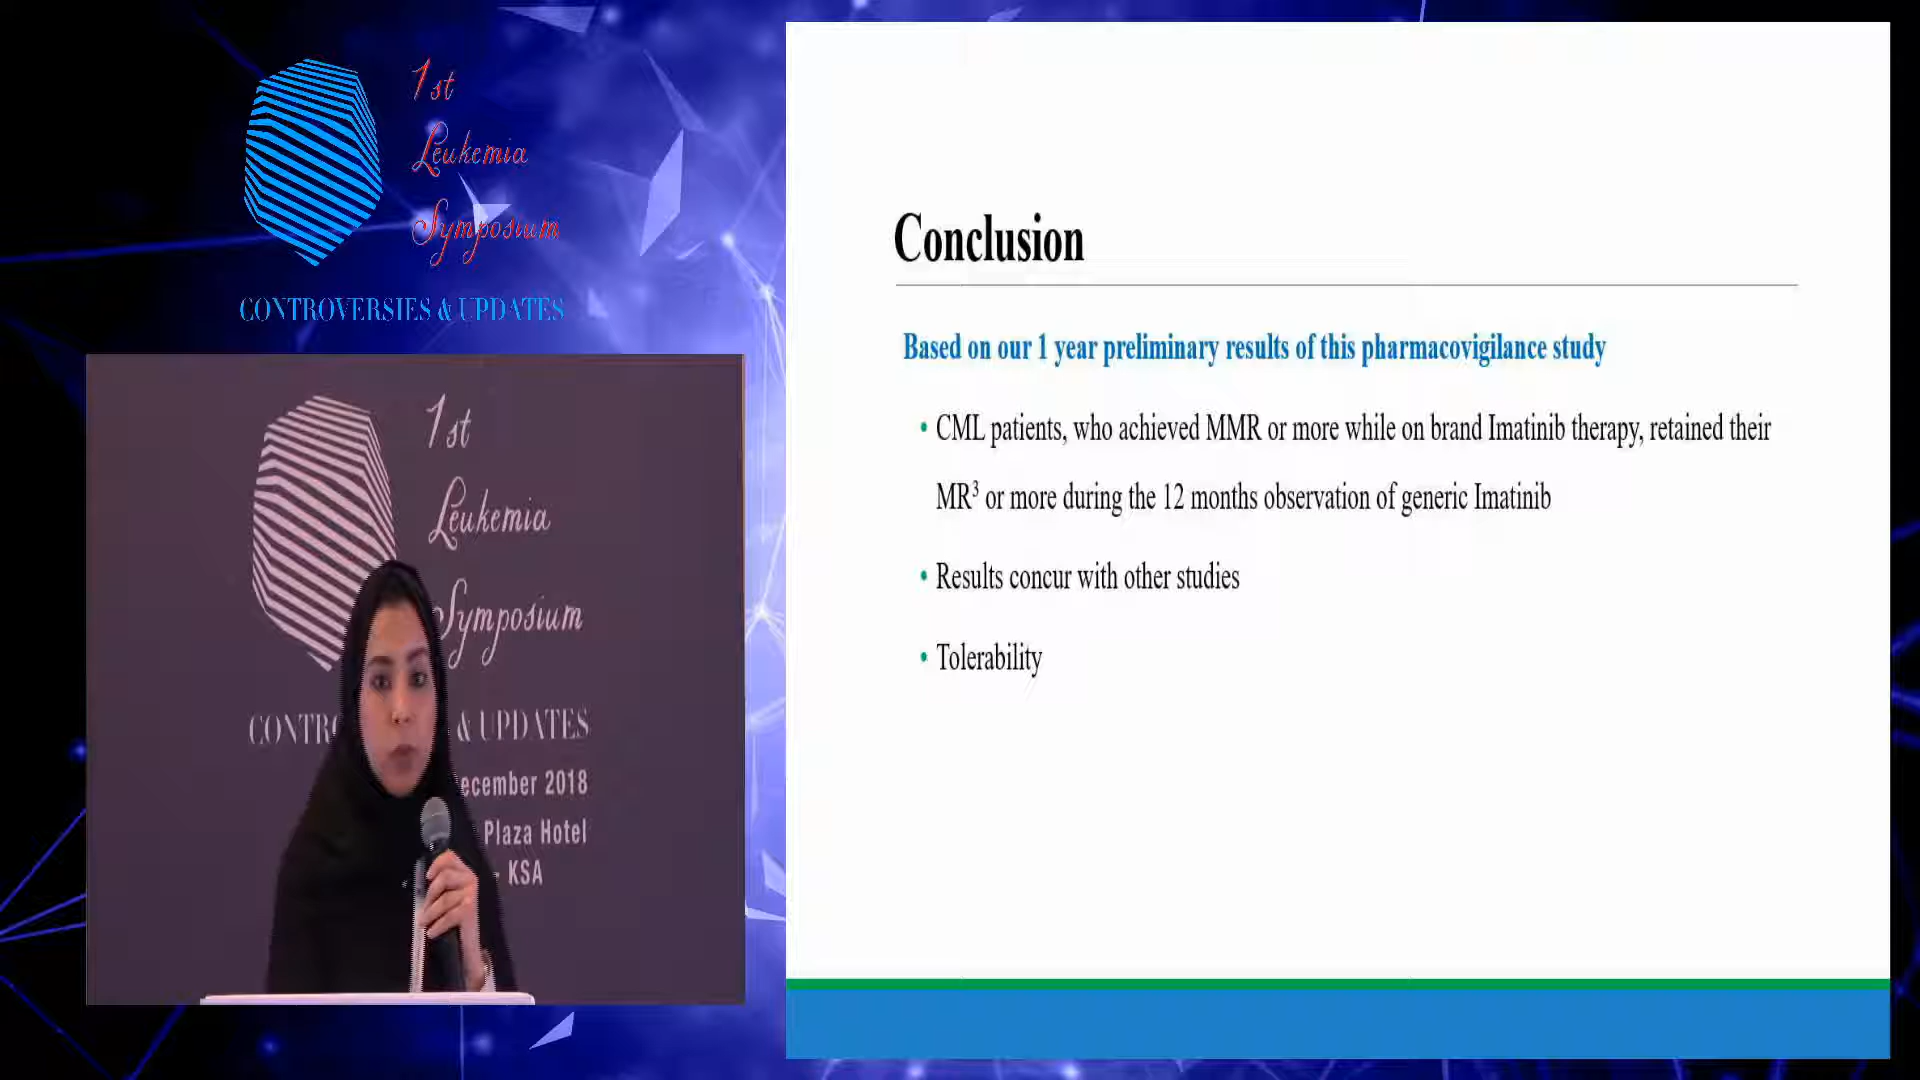 1st
Leukemia
Symposium
CONTROVERSIES & UPDATES
1st
Leukemia
Symposium
& UPDATES
2018
Plaza Hotel
- KSA
Conclusion
Based on our 1 year preliminary results of this pharmacovigilance study
• CML patients, who achieved MMR or more while on brand Imatinib therapy, retained their
MR³ or more during the 12 months observation of generic Imatinib
• Results concur with other studies
• Tolerability